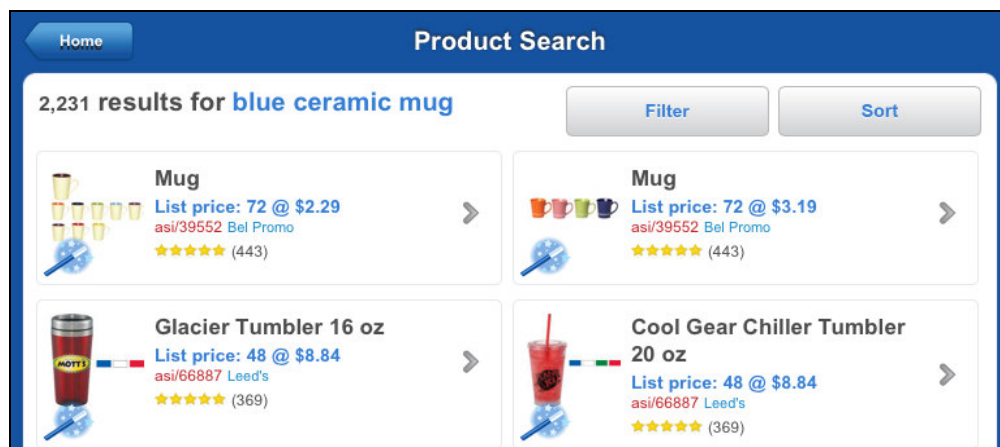 Home
Product Search
2,231 results for blue ceramic mug
Filter
Sort
Mug
List price: 72 @ $2.29
asi/39552 Bel Promo
(443)
Mug
List price: 72 @ $3.19
asi/39552 Bel Promo
(443)
MOTT'S
Glacier Tumbler 16 oz
List price: 48 @ $8.84
asi/66887 Leed's
(369)
Cool Gear Chiller Tumbler
20 oz
List price: 48 @ $8.84
asi/66887 Leed's
(369)